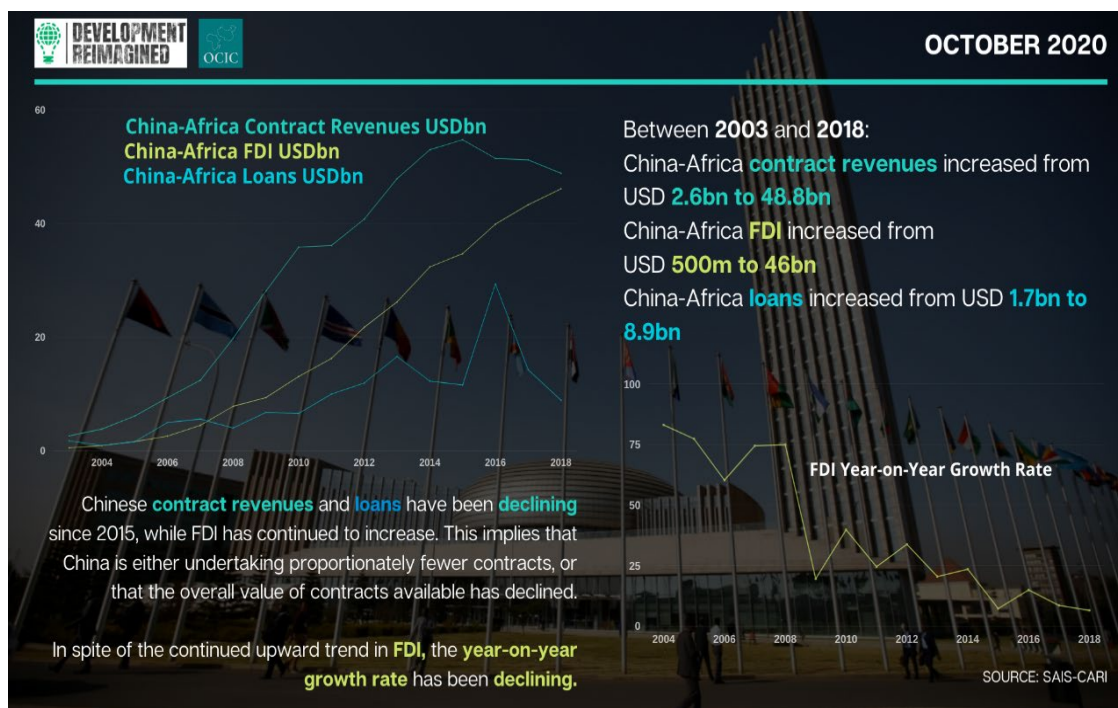 DEVELOPMENT
REIMAGINED
OCIC
OCTOBER 2020
60
40
20
0
China-Africa Contract Revenues USDbn
China-Africa FDI USDbn
China-Africa Loans USDbn
2004 2006 2008 2010 2012 2014 2016 2018
Chinese contract revenues and loans have been declining
since 2015, while FDI has continued to increase. This implies that
China is either undertaking proportionately fewer contracts, or
that the overall value of contracts available has declined.
In spite of the continued upward trend in FDI, the year-on-year
growth rate has been declining.
Between 2003 and 2018:
China-Africa contract revenues increased from
USD 2.6bn to 48.8bn
China-Africa FDI increased from
USD 500m to 46bn
China-Africa loans increased from USD 1.7bn to
8.9bn
100
75
50
25
0
FDI Year-on-Year Growth Rate
2004 2006 2008 2010 2012 2014 2016 2018
SOURCE: SAIS-CARI